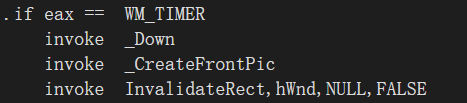 .if eax ==  WM_TIMER
    invoke  _Down
    invoke  _CreateFrontPic
    invoke  InvalidateRect,hWnd,NULL,FALSE